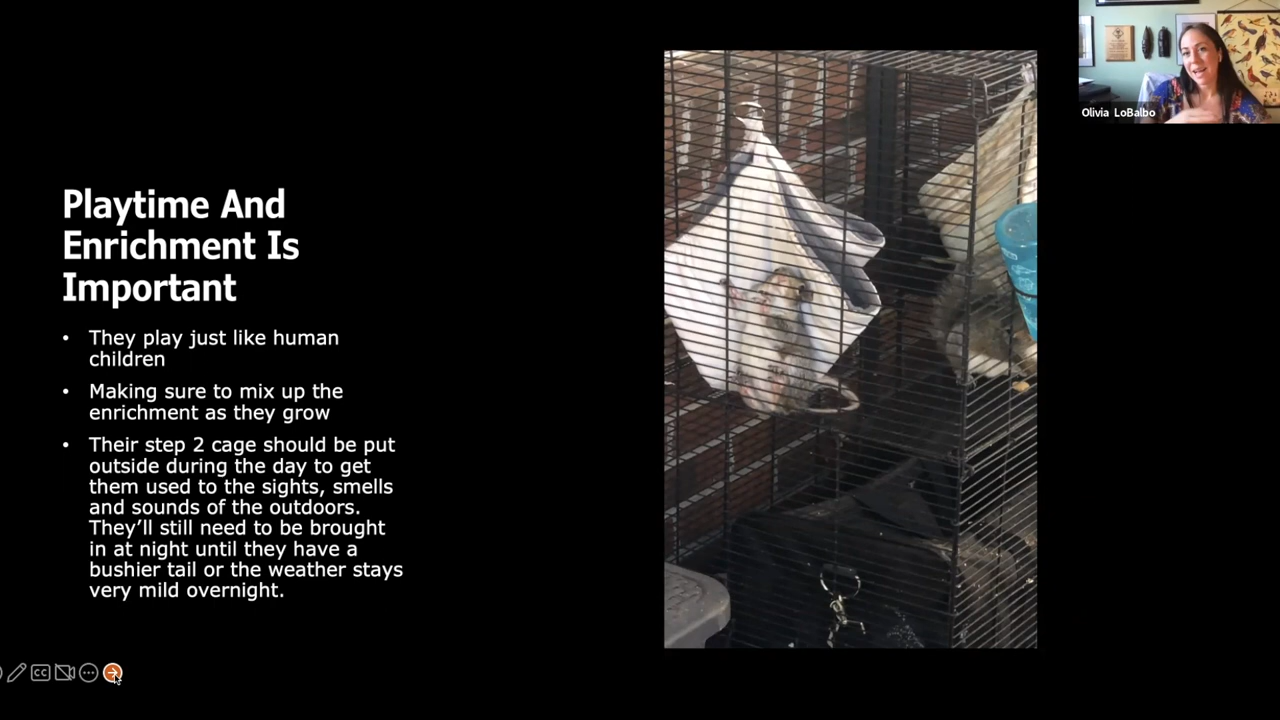 Playtime And
Enrichment Is
Important
• They play just like human
children
• Making sure to mix up the
enrichment as they grow
• Their step 2 cage should be put
outside during the day to get
them used to the sights, smells
and sounds of the outdoors.
They’ll still need to be brought
in at night until they have a
bushier tail or the weather stays
very mild overnight.
Olivia LoBalbo
CC